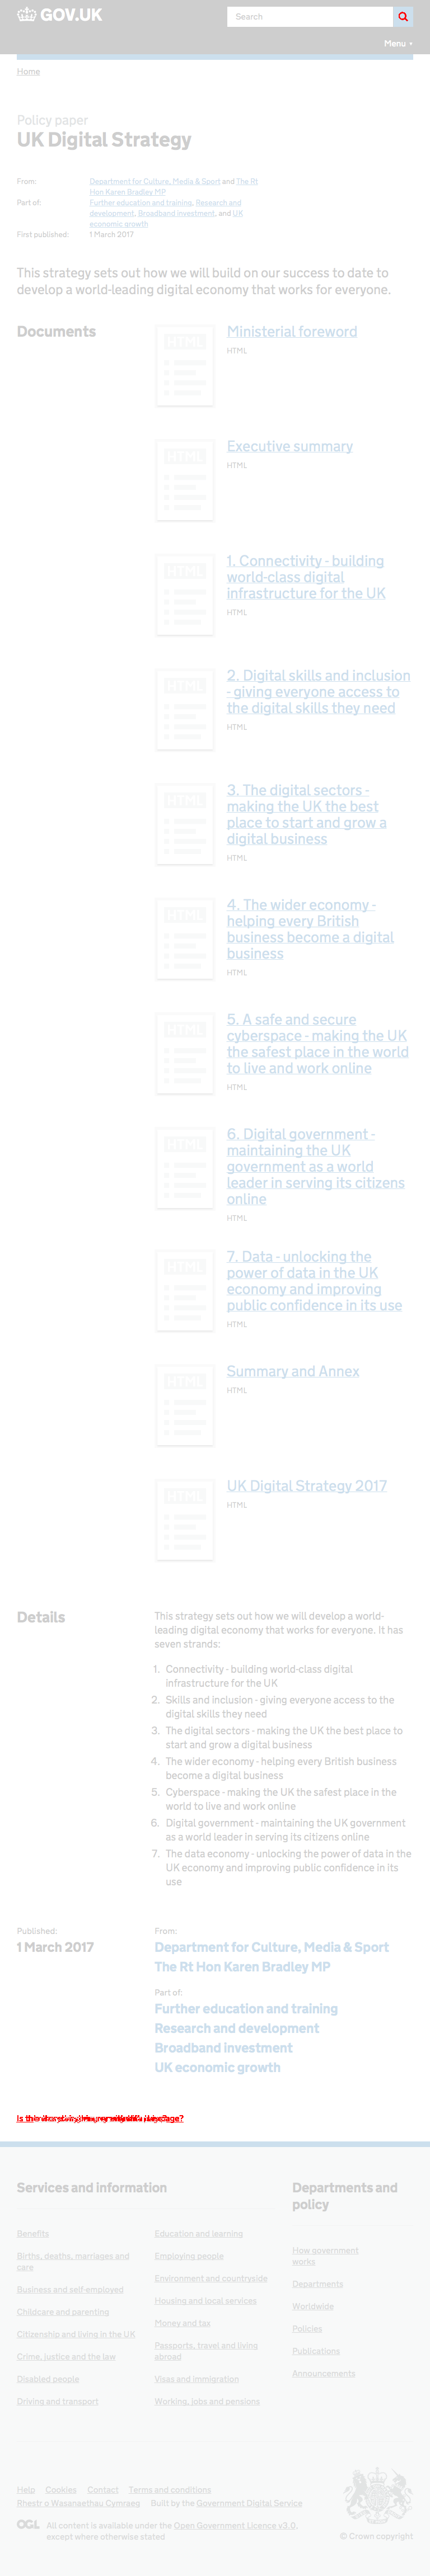 GOV.UK
Search
Menu
Home
Policy paper
UK Digital Strategy
From: Department for Culture, Media & Sport and The Rt
Hon Karen Bradley MP
Part of: Further education and training, Research and
development, Broadband investment, and UK
economic growth
First published: 1 March 2017
This strategy sets out how we will build on our success to date to
develop a world-leading digital economy that works for everyone.
Documents
HTML
Ministerial foreword
HTML
HTML
Executive summary
HTML
HTML
1. Connectivity - building
world-class digital
infrastructure for the UK
HTML
HTML
2. Digital skills and inclusion
- giving everyone access to
the digital skills they need
HTML
HTML
3. The digital sectors -
making the UK the best
place to start and grow a
digital business
HTML
HTML
4. The wider economy -
helping every British
business become a digital
business
HTML
HTML
5. A safe and secure
cyberspace - making the UK
the safest place in the world
to live and work online
HTML
HTML
6. Digital government -
maintaining the UK
government as a world
leader in serving its citizens
online
HTML
HTML
7. Data - unlocking the
power of data in the UK
economy and improving
public confidence in its use
HTML
HTML
Summary and Annex
HTML
HTML
UK Digital Strategy 2017
HTML
Details
This strategy sets out how we will develop a world-
leading digital economy that works for everyone. It has
seven strands:
1. Connectivity - building world-class digital
infrastructure for the UK
2. Skills and inclusion - giving everyone access to the
digital skills they need
3. The digital sectors - making the UK the best place to
start and grow a digital business
4. The wider economy - helping every British business
become a digital business
5. Cyberspace - making the UK the safest place in the
world to live and work online
6. Digital government - maintaining the UK government
as a world leader in serving its citizens online
7. The data economy - unlocking the power of data in the
UK economy and improving public confidence in its
use
Published:
1 March 2017
From:
Department for Culture, Media & Sport
The Rt Hon Karen Bradley MP
Part of:
Further education and training
Research and development
Broadband investment
UK economic growth
Services and information
Benefits
Births, deaths, marriages and
care
Business and self-employed
Childcare and parenting
Citizenship and living in the UK
Crime, justice and the law
Disabled people
Driving and transport
Education and learning
Employing people
Environment and countryside
Housing and local services
Money and tax
Passports, travel and living
abroad
Visas and immigration
Working, jobs and pensions
Departments and
policy
How government
works
Departments
Worldwide
Policies
Publications
Announcements
Help Cookies Contact Terms and conditions
Rhestr o Wasanaethau Cymraeg Built by the Government Digital Service
OGL All content is available under the Open Government Licence v3.0,
except where otherwise stated
© Crown copyright